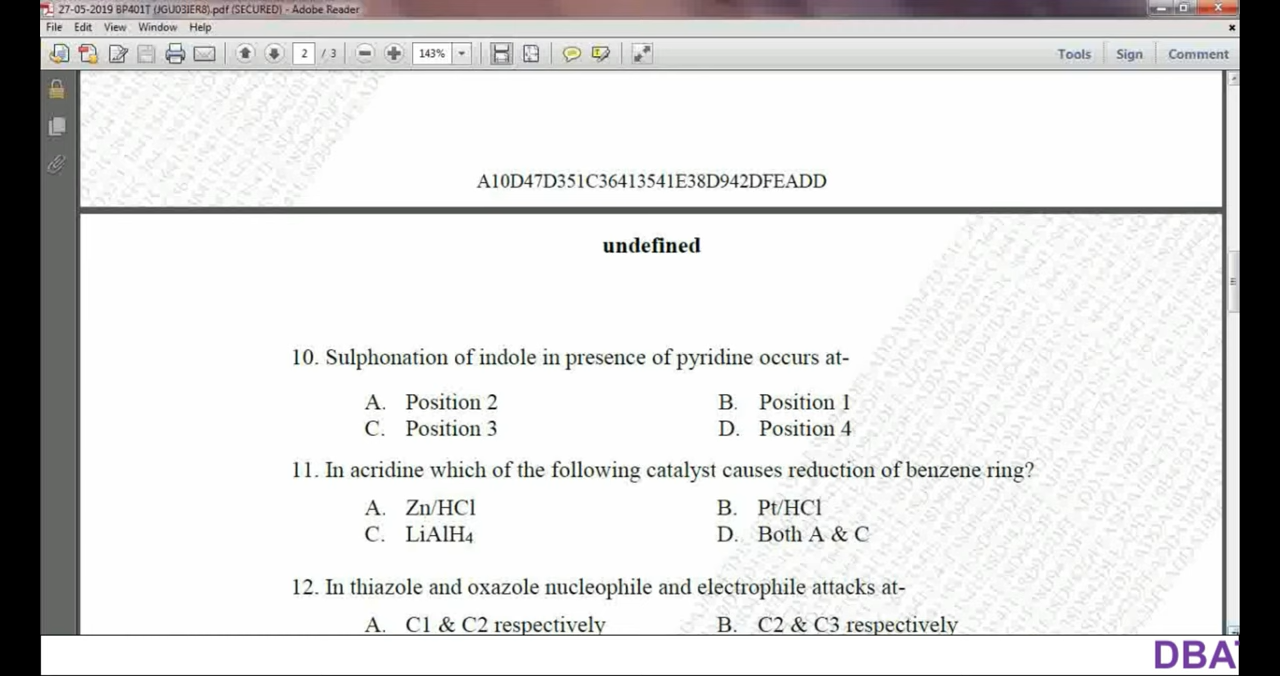 27-05-2019 BP401T (JGU03IER8).pdf (SECURED) - Adobe Reader
File Edit View Window Help
2 / 3 143% Tools Sign Comment
A10D47D351C36413541E38D942DFEADD
undefined
10. Sulphonation of indole in presence of pyridine occurs at-
A. Position 2 B. Position 1
C. Position 3 D. Position 4
11. In acridine which of the following catalyst causes reduction of benzene ring?
A. Zn/HCl B. Pt/HCl
C. LiAlH4 D. Both A & C
12. In thiazole and oxazole nucleophile and electrophile attacks at-
A. C1 & C2 respectively B. C2 & C3 respectively
DBAT